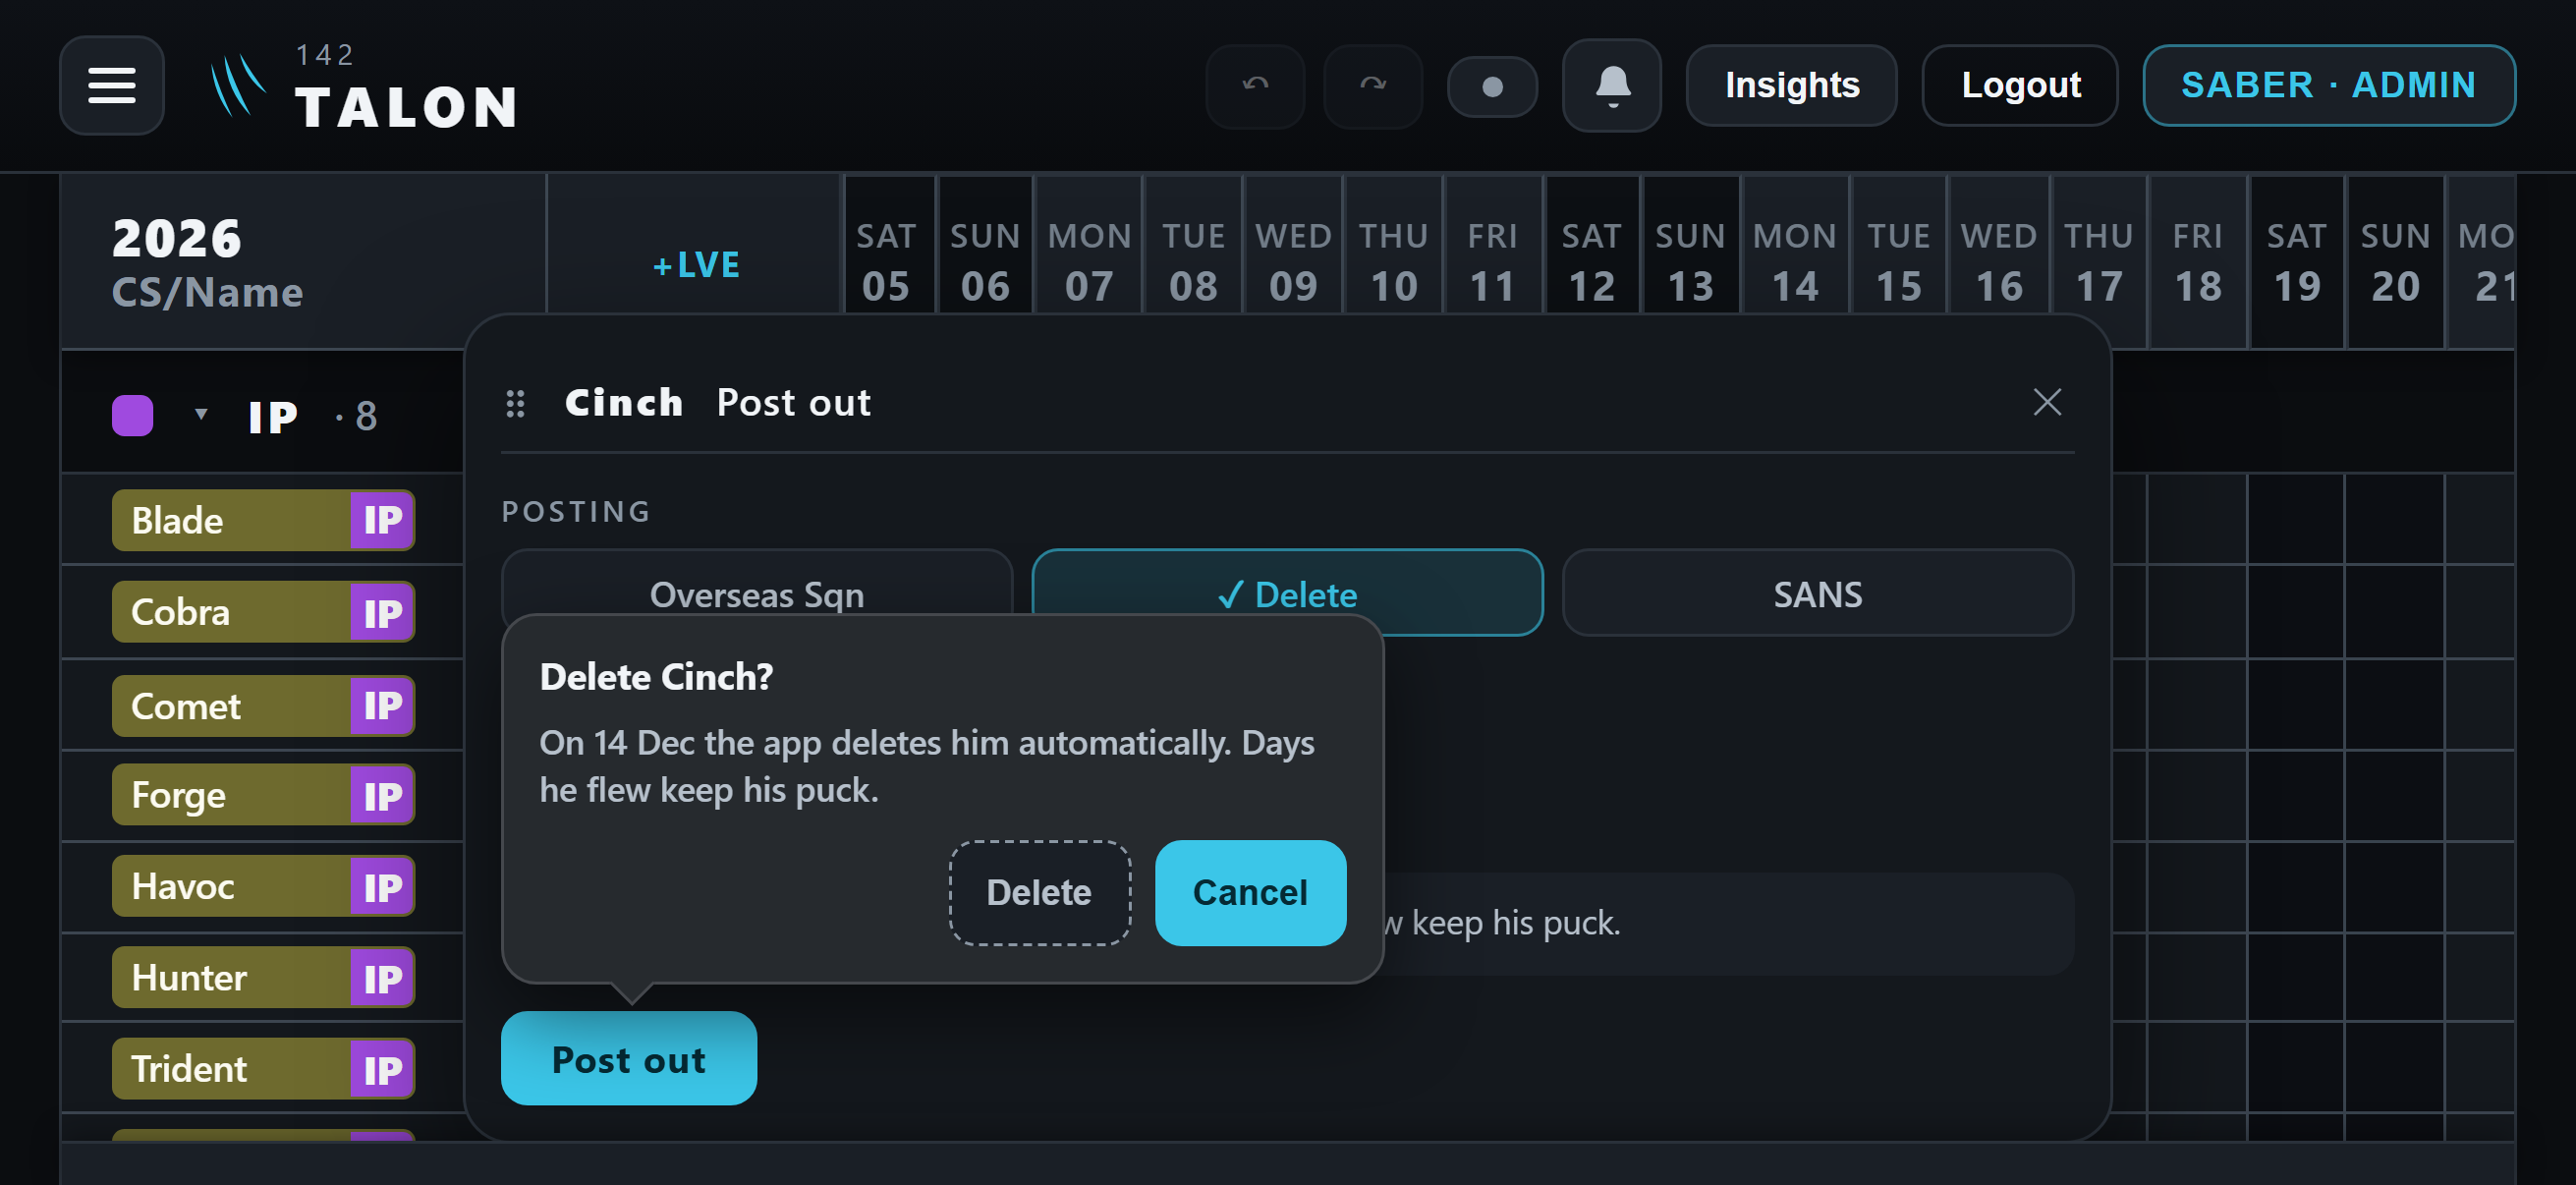 142
TALON
Insights
Logout
SABER · ADMIN
2026
CS/Name
+LVE
SAT SUN MON TUE WED THU FRI SAT SUN MON TUE WED THU FRI SAT SUN MO
05 06 07 08 09 10 11 12 13 14 15 16 17 18 19 20 21
IP · 8
Cinch Post out
POSTING
Overseas Sqn
✓ Delete
SANS
Delete Cinch?
On 14 Dec the app deletes him automatically. Days
he flew keep his puck.
Delete
Cancel
w keep his puck.
Post out
Blade IP
Cobra IP
Comet IP
Forge IP
Havoc IP
Hunter IP
Trident IP